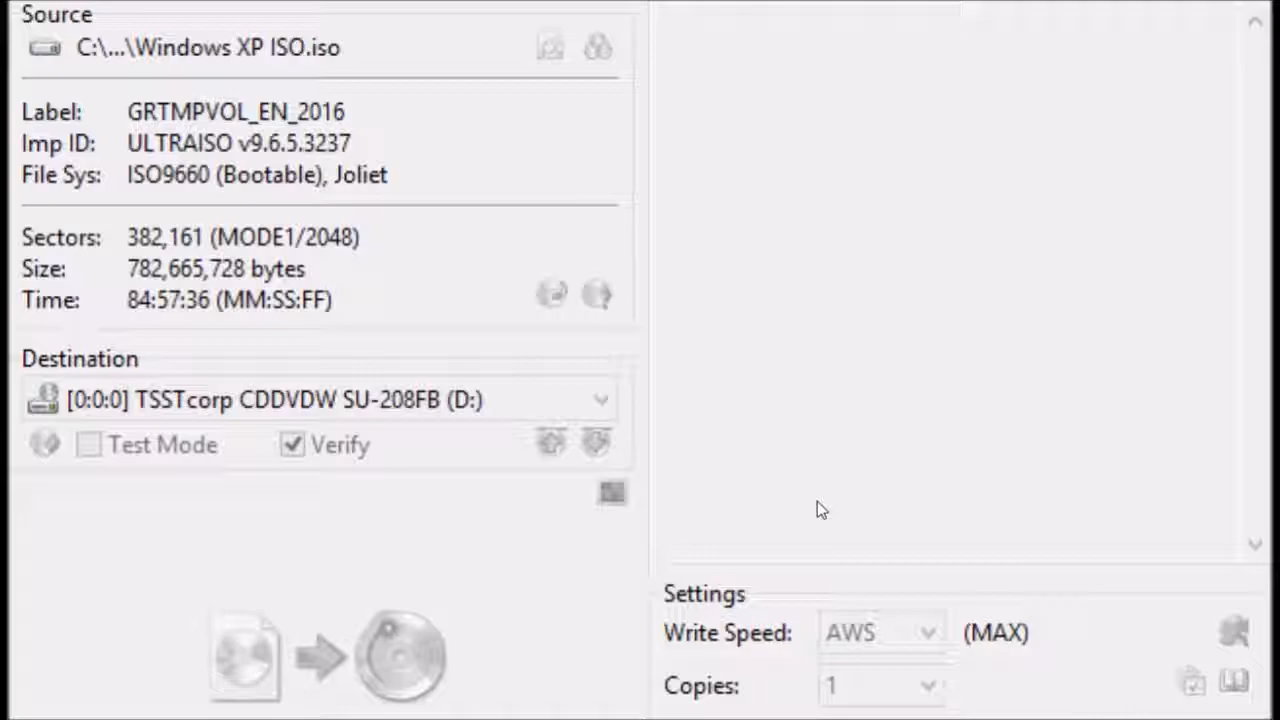 Source
C:\...\Windows XP ISO.iso
Label: GRTMPVOL_EN_2016
Imp ID: ULTRAISO v9.6.5.3237
File Sys: ISO9660 (Bootable), Joliet
Sectors: 382,161 (MODE1/2048)
Size: 782,665,728 bytes
Time: 84:57:36 (MM:SS:FF)
Destination
[0:0:0] TSSTcorp CDDVDW SU-208FB (D:)
Test Mode Verify
Settings
Write Speed: AWS (MAX)
Copies: 1